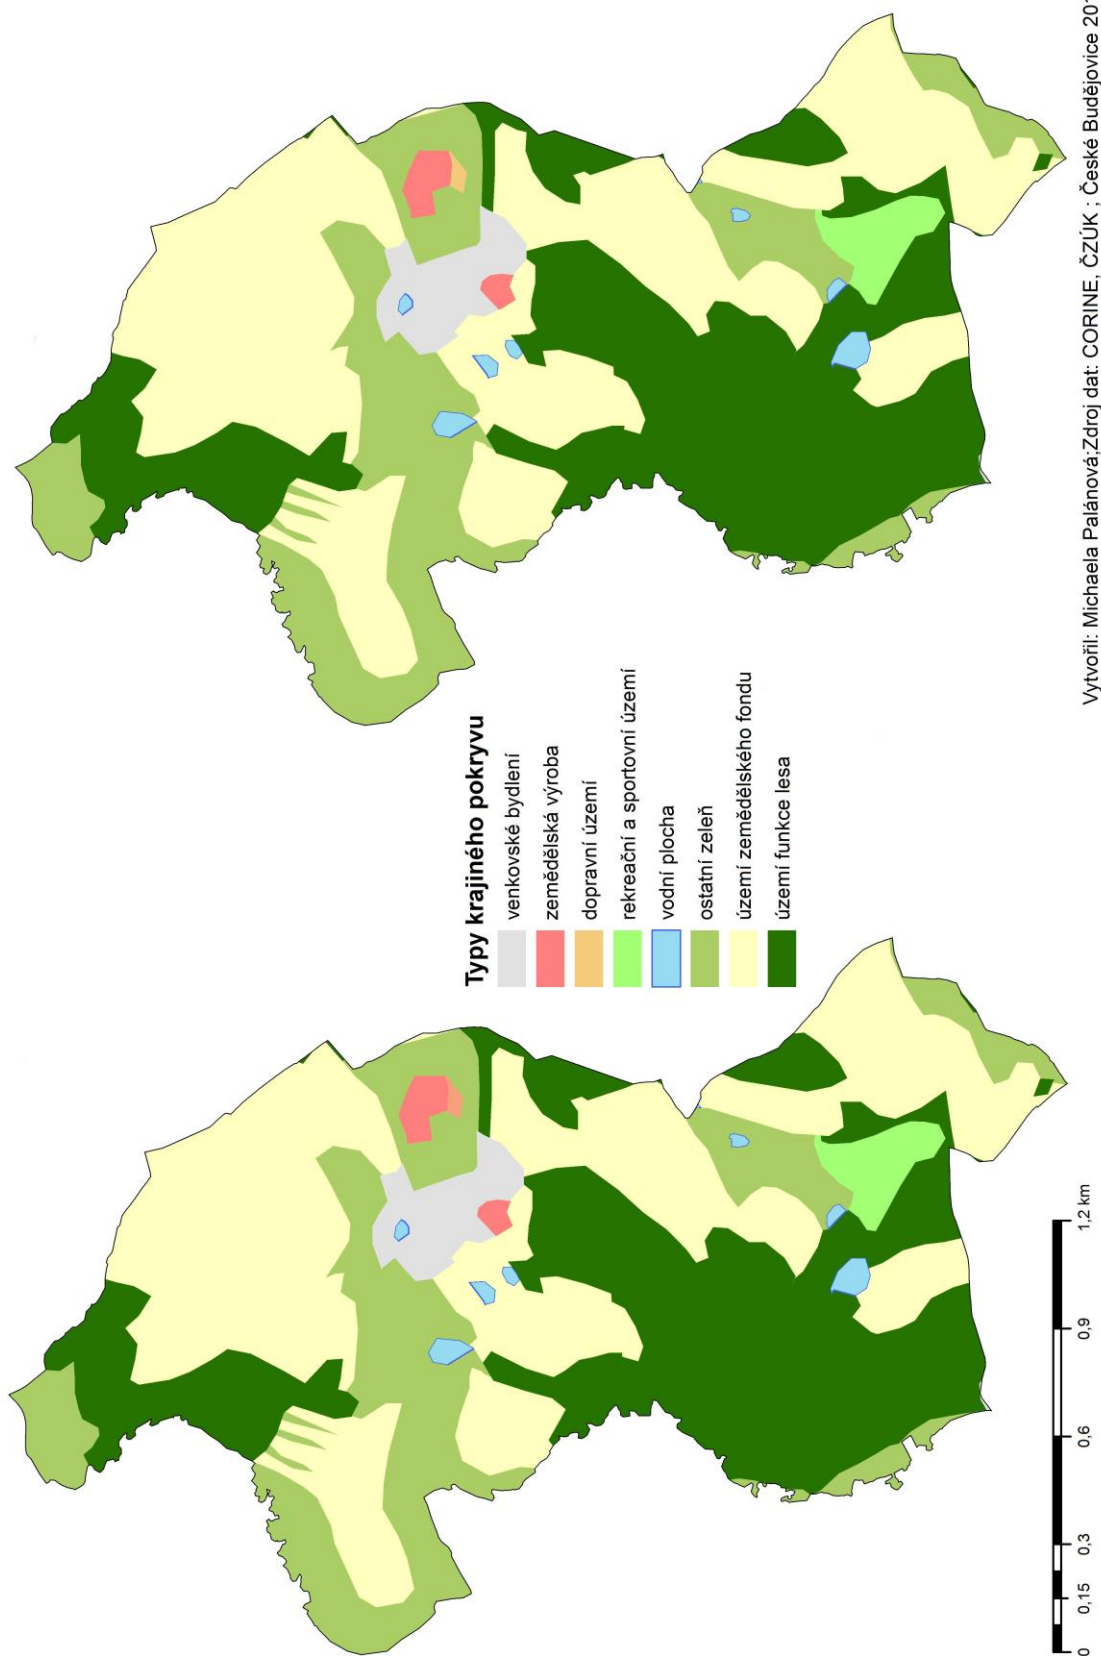 Typy krajiného pokryvu
venkovské bydlení
zemědělská výroba
dopravní území
rekreační a sportovní území
vodní plocha
ostatní zeleň
území zemědělského fondu
území funkce lesa
0 0,15 0,3 0,6 0,9 1,2 km
Vytvořil: Michaela Palánová;Zdroj dat: CORINE, ČZÚK ; České Budějovice 201